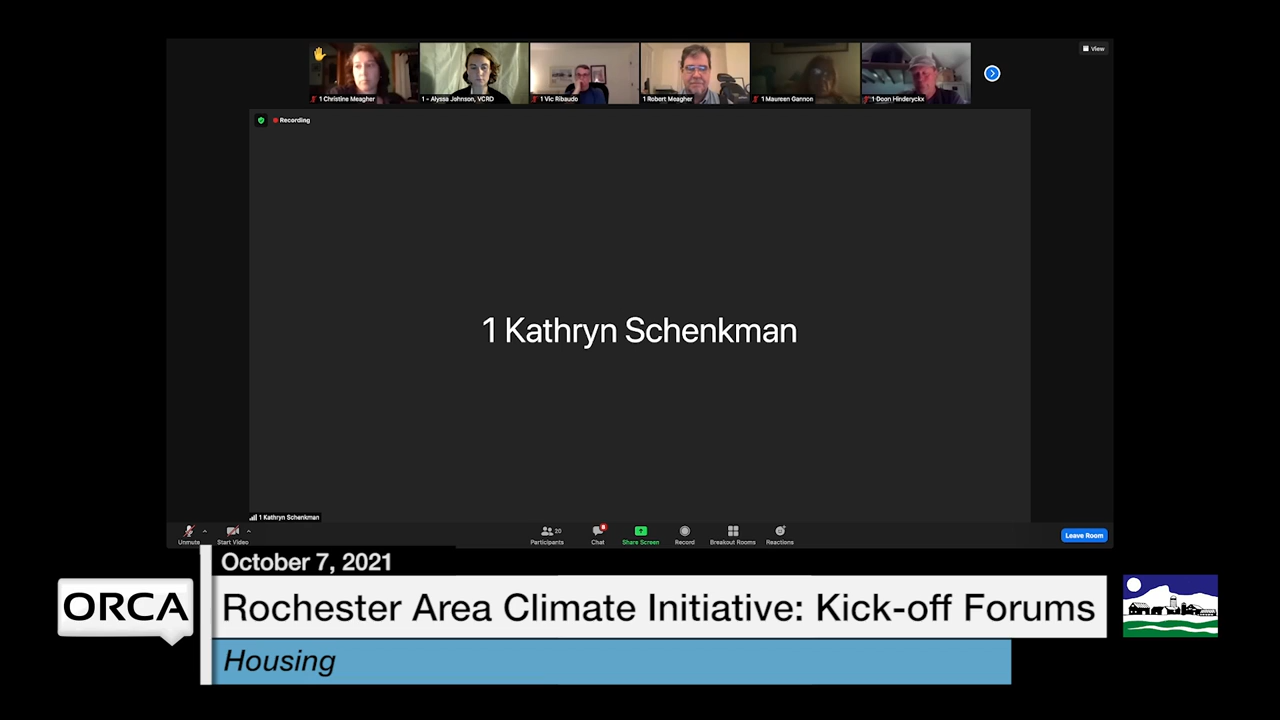 View
1 Christine Meagher
1 - Alyssa Johnson, VCRD
1 Vic Ribaudo
1 Robert Meagher
1 Maureen Gannon
1 Doon Hinderyckx
Recording
1 Kathryn Schenkman
1 Kathryn Schenkman
Unmute
Start Video
Participants
20
Chat
Share Screen
Record
Breakout Rooms
Reactions
Leave Room
October 7, 2021
ORCA
Rochester Area Climate Initiative: Kick-off Forums
Housing